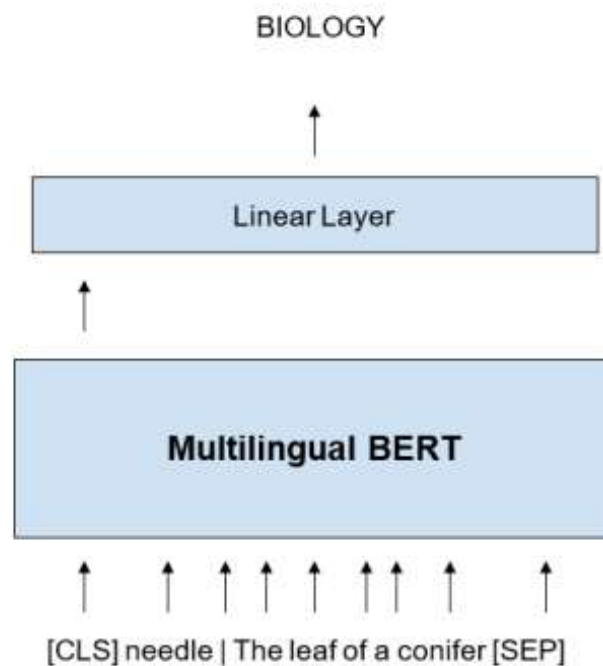 BIOLOGY
Linear Layer
Multilingual BERT
[CLS] needle | The leaf of a conifer [SEP]